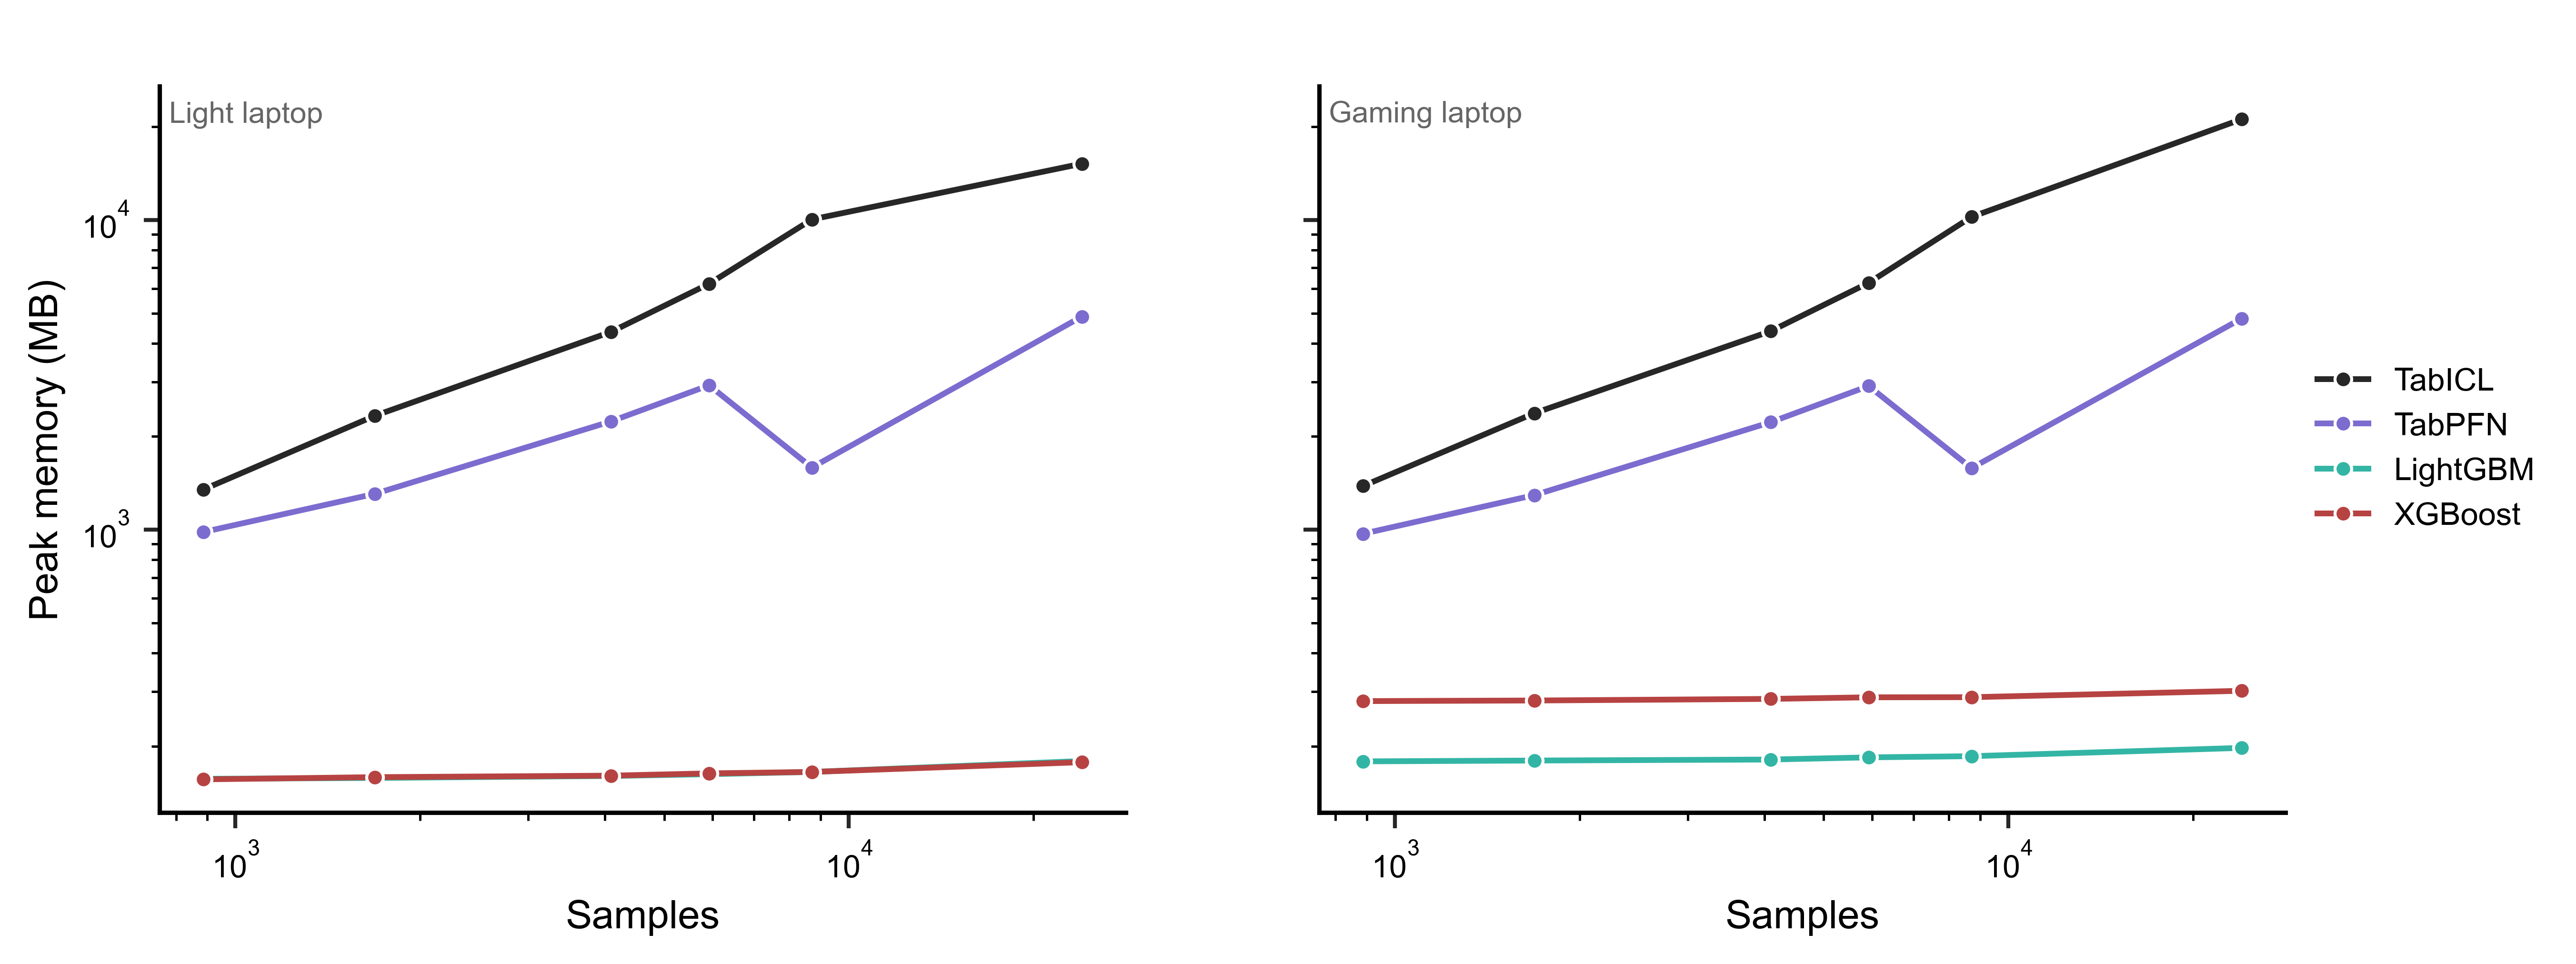 Light laptop
Gaming laptop
Peak memory (MB)
10^4
10^3
10^3
10^4
10^3
10^4
Samples
Samples
TabICL
TabPFN
LightGBM
XGBoost